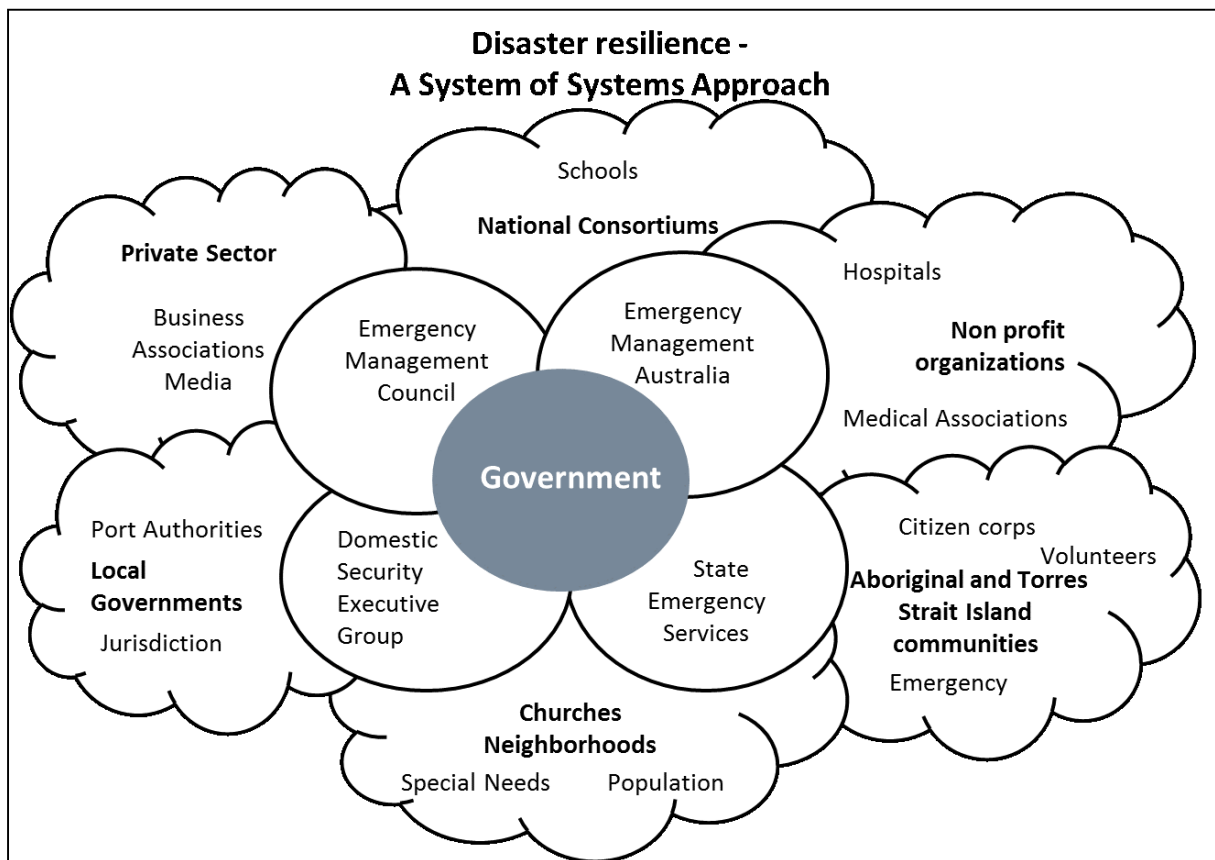 Disaster resilience -
A System of Systems Approach
Schools
National Consortiums
Private Sector
Business
Associations
Media
Emergency
Management
Council
Emergency
Management
Australia
Hospitals
Non profit
organizations
Medical Associations
Government
Port Authorities
Local
Governments
Jurisdiction
Domestic
Security
Executive
Group
State
Emergency
Services
Citizen corps
Volunteers
Aboriginal and Torres
Strait Island
communities
Emergency
Churches
Neighborhoods
Special Needs
Population